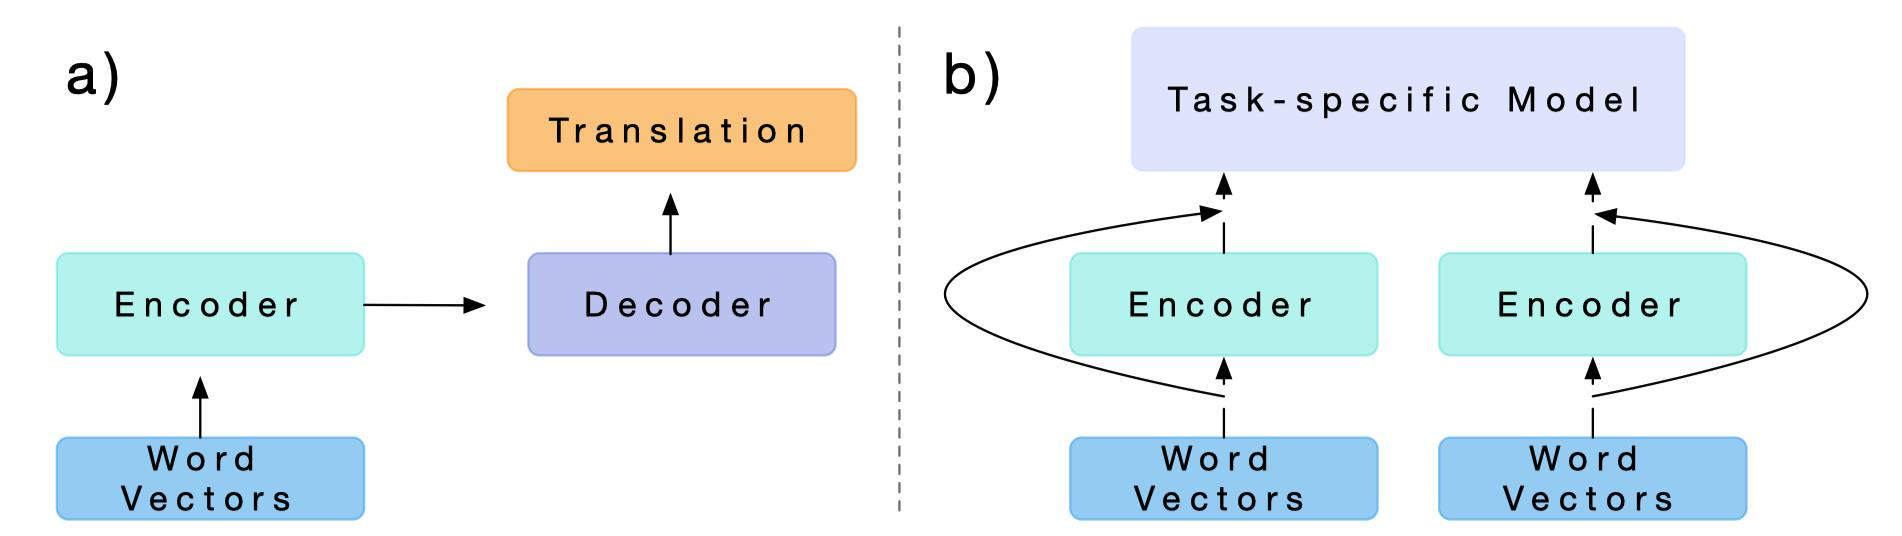 a)
Translation
Encoder
Decoder
Word
Vectors
b)
Task-specific Model
Encoder
Encoder
Word
Vectors
Word
Vectors